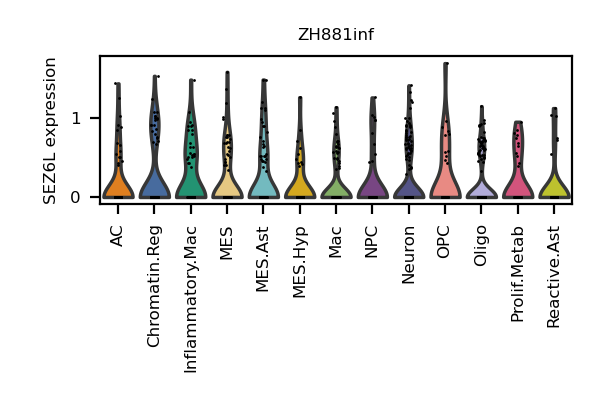 ZH881inf
SEZ6L expression
1
0
AC
Chromatin.Reg
Inflammatory.Mac
MES
MES.Ast
MES.Hyp
Mac
NPC
Neuron
OPC
Oligo
Prolif.Metab
Reactive.Ast